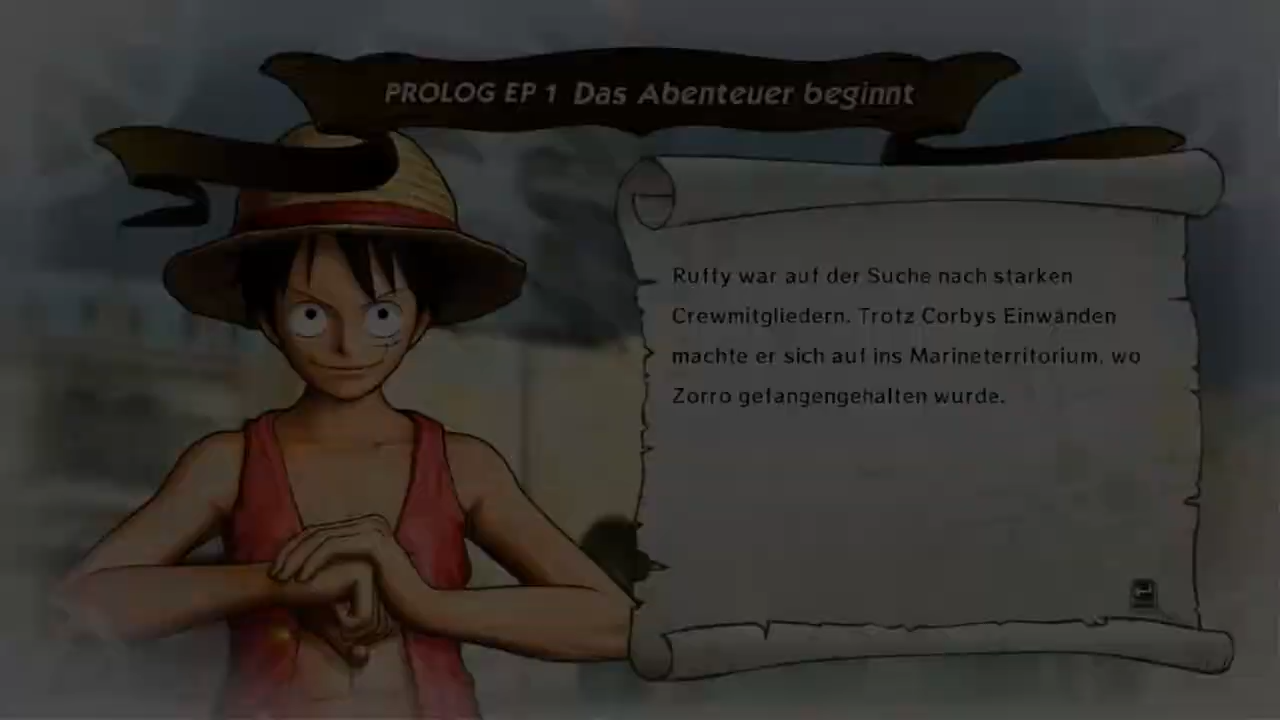 PROLOG EP 1 Das Abenteuer beginnt
Ruffy war auf der Suche nach starken
Crewmitgliedern. Trotz Corbys Einwänden
machte er sich auf ins Marineterritorium, wo
Zorro gefangengehalten wurde.